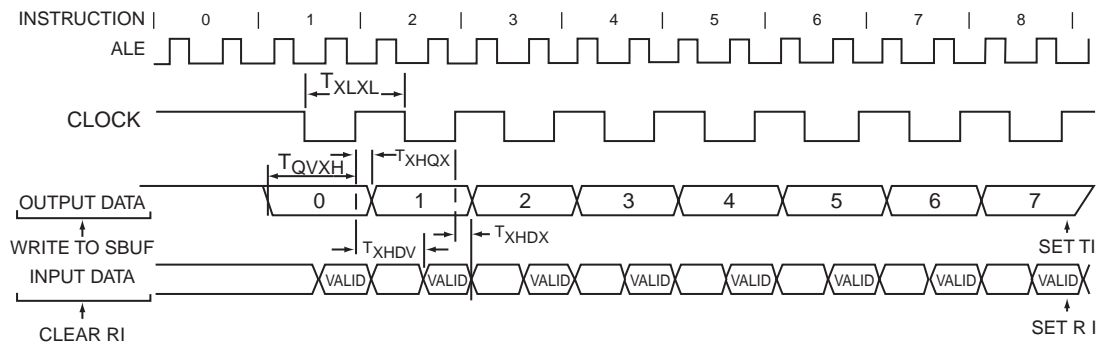 INSTRUCTION | 0 | 1 | 2 | 3 | 4 | 5 | 6 | 7 | 8 |
ALE
TXLXL
CLOCK
TQVXH
TXHQX
OUTPUT DATA
0 1 2 3 4 5 6 7
WRITE TO SBUF
TXHDV
TXHDX
SET TI
INPUT DATA
VALID VALID VALID VALID VALID VALID VALID VALID
CLEAR RI
SET R I